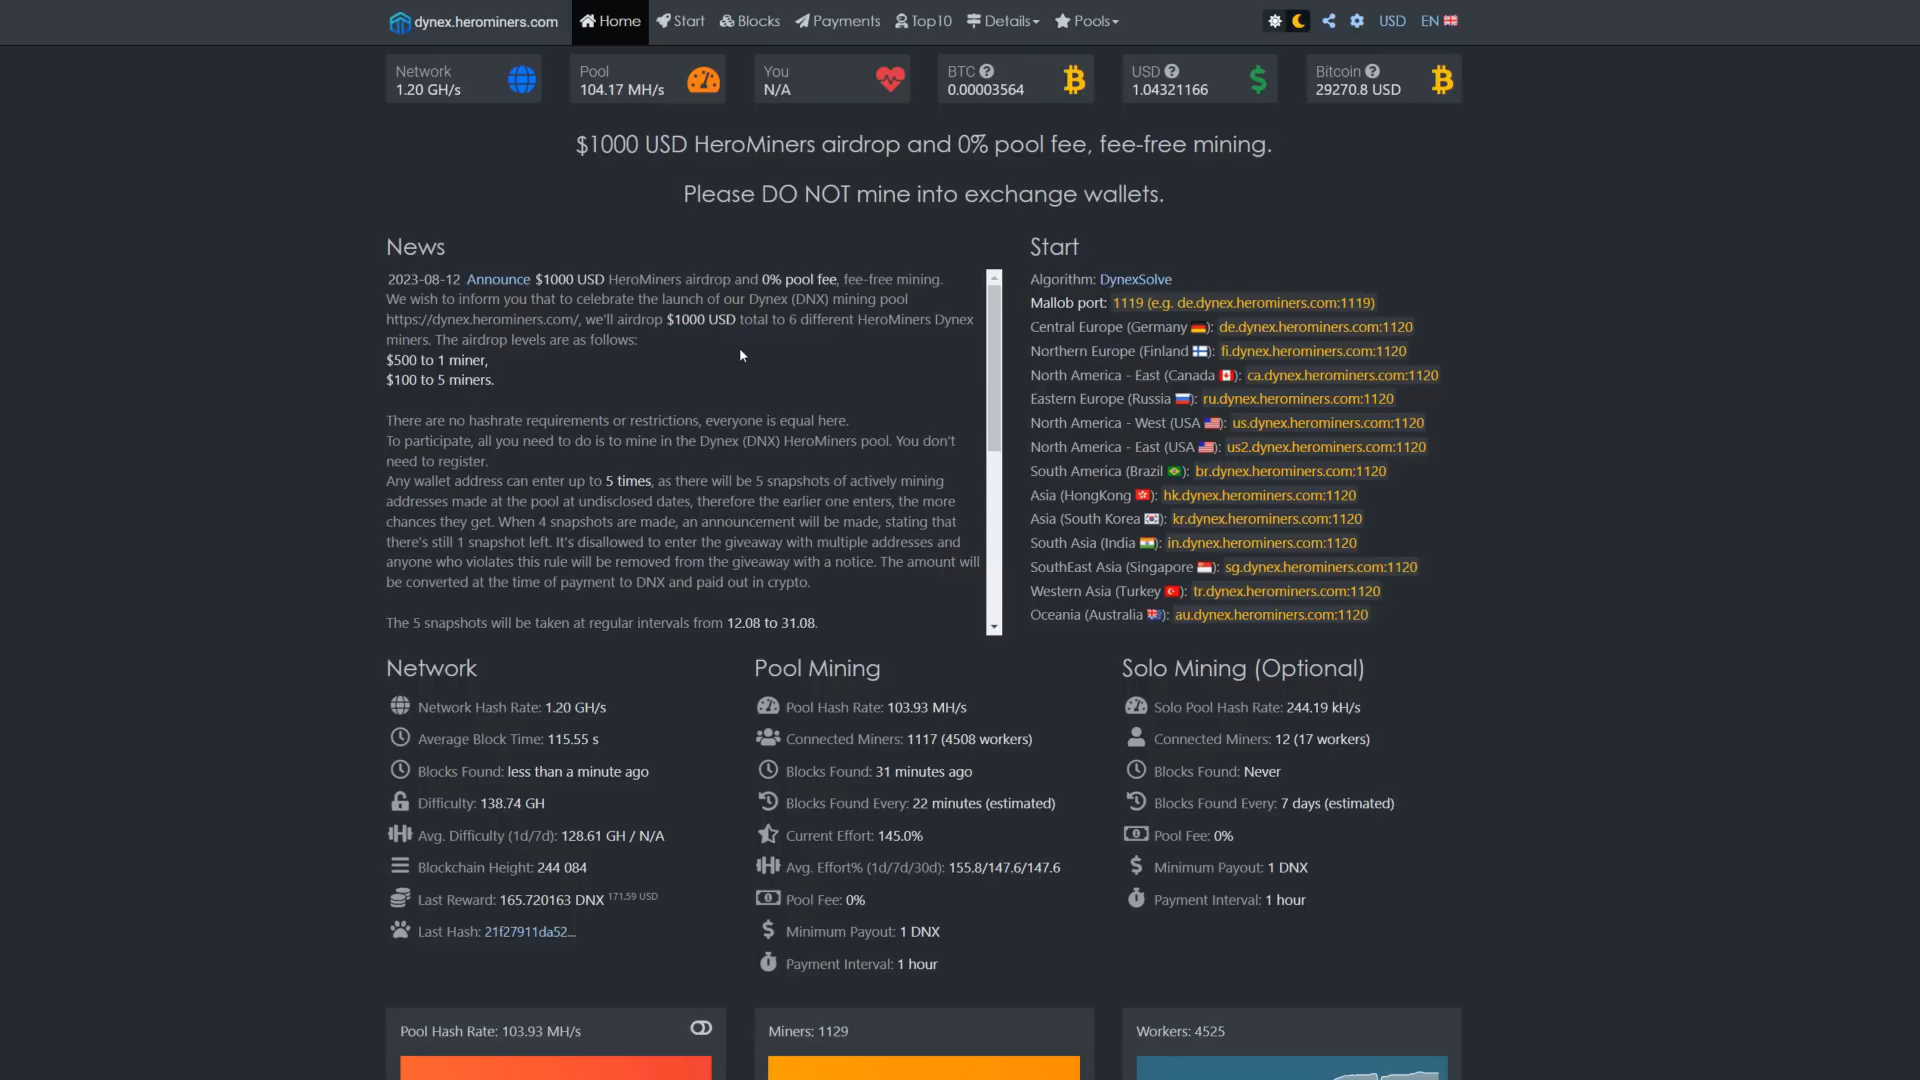 dynex.herominers.com Home Start Blocks Payments Top10 Details Pools USD EN
Network
1.20 GH/s
Pool
104.17 MH/s
You
N/A
BTC
0.00003564
USD
1.04321166
Bitcoin
29270.8 USD
$1000 USD HeroMiners airdrop and 0% pool fee, fee-free mining.
Please DO NOT mine into exchange wallets.
News
2023-08-12 Announce $1000 USD HeroMiners airdrop and 0% pool fee, fee-free mining.
We wish to inform you that to celebrate the launch of our Dynex (DNX) mining pool
https://dynex.herominers.com/, we'll airdrop $1000 USD total to 6 different HeroMiners Dynex
miners. The airdrop levels are as follows:
$500 to 1 miner,
$100 to 5 miners.
There are no hashrate requirements or restrictions, everyone is equal here.
To participate, all you need to do is to mine in the Dynex (DNX) HeroMiners pool. You don't
need to register.
Any wallet address can enter up to 5 times, as there will be 5 snapshots of actively mining
addresses made at the pool at undisclosed dates, therefore the earlier one enters, the more
chances they get. When 4 snapshots are made, an announcement will be made, stating that
there's still 1 snapshot left. It's disallowed to enter the giveaway with multiple addresses and
anyone who violates this rule will be removed from the giveaway with a notice. The amount will
be converted at the time of payment to DNX and paid out in crypto.
The 5 snapshots will be taken at regular intervals from 12.08 to 31.08.
Start
Algorithm: DynexSolve
Mallob port: 1119 (e.g. de.dynex.herominers.com:1119)
Central Europe (Germany): de.dynex.herominers.com:1120
Northern Europe (Finland): fi.dynex.herominers.com:1120
North America - East (Canada): ca.dynex.herominers.com:1120
Eastern Europe (Russia): ru.dynex.herominers.com:1120
North America - West (USA): us.dynex.herominers.com:1120
North America - East (USA): us2.dynex.herominers.com:1120
South America (Brazil): br.dynex.herominers.com:1120
Asia (HongKong): hk.dynex.herominers.com:1120
Asia (South Korea): kr.dynex.herominers.com:1120
South Asia (India): in.dynex.herominers.com:1120
SouthEast Asia (Singapore): sg.dynex.herominers.com:1120
Western Asia (Turkey): tr.dynex.herominers.com:1120
Oceania (Australia): au.dynex.herominers.com:1120
Network
Network Hash Rate: 1.20 GH/s
Average Block Time: 115.55 s
Blocks Found: less than a minute ago
Difficulty: 138.74 GH
Avg. Difficulty (1d/7d): 128.61 GH / N/A
Blockchain Height: 244 084
Last Reward: 165.720163 DNX 171.59 USD
Last Hash: 21f27911da52...
Pool Mining
Pool Hash Rate: 103.93 MH/s
Connected Miners: 1117 (4508 workers)
Blocks Found: 31 minutes ago
Blocks Found Every: 22 minutes (estimated)
Current Effort: 145.0%
Avg. Effort% (1d/7d/30d): 155.8/147.6/147.6
Pool Fee: 0%
Minimum Payout: 1 DNX
Payment Interval: 1 hour
Solo Mining (Optional)
Solo Pool Hash Rate: 244.19 kH/s
Connected Miners: 12 (17 workers)
Blocks Found: Never
Blocks Found Every: 7 days (estimated)
Pool Fee: 0%
Minimum Payout: 1 DNX
Payment Interval: 1 hour
Pool Hash Rate: 103.93 MH/s
Miners: 1129
Workers: 4525